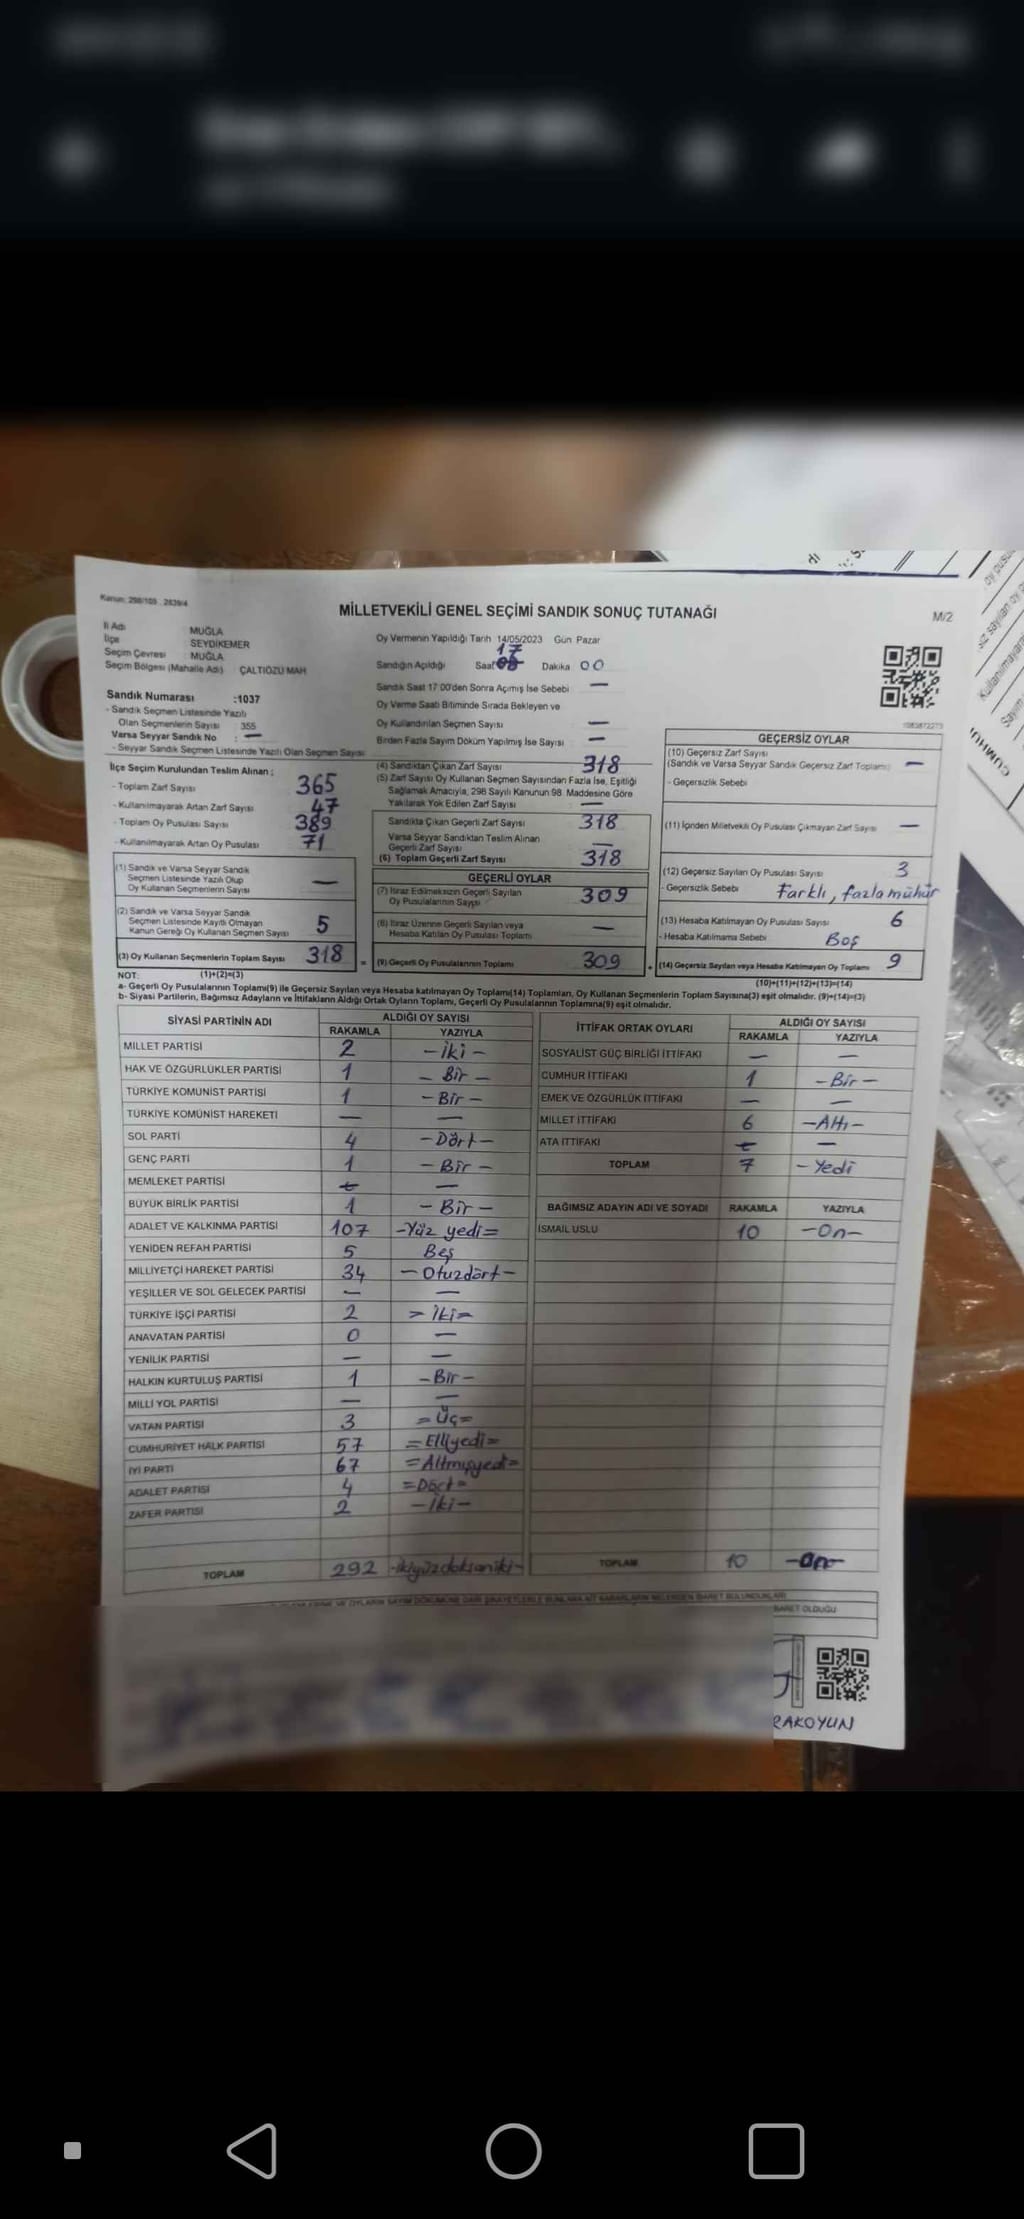 Kanun: 298/105 . 2839/4
MİLLETVEKİLİ GENEL SEÇİMİ SANDIK SONUÇ TUTANAĞI
M/2
İl Adı : MUĞLA
İlçe : SEYDİKEMER
Seçim Çevresi : MUĞLA
Seçim Bölgesi (Mahalle Adı) : ÇALTIÖZÜ MAH
Sandık Numarası :1037
- Sandık Seçmen Listesinde Yazılı
Olan Seçmenlerin Sayısı 355
Varsa Seyyar Sandık No : —
- Seyyar Sandık Seçmen Listesinde Yazılı Olan Seçmen Sayısı
Oy Vermenin Yapıldığı Tarih 14/05/2023 Gün Pazar
Sandığın Açıldığı Saat 17 Dakika 00
Sandık Saat 17:00'den Sonra Açılmış İse Sebebi —
Oy Verme Saati Bitiminde Sırada Bekleyen ve
Oy Kullandırılan Seçmen Sayısı —
Birden Fazla Sayım Döküm Yapılmış İse Sayısı —
İlçe Seçim Kurulundan Teslim Alınan ;
- Toplam Zarf Sayısı 365
- Kullanılmayarak Artan Zarf Sayısı 47
- Toplam Oy Pusulası Sayısı 389
- Kullanılmayarak Artan Oy Pusulası 71
(1) Sandık ve Varsa Seyyar Sandık
Seçmen Listesinde Yazılı Olup
Oy Kullanan Seçmenlerin Sayısı —
(2) Sandık ve Varsa Seyyar Sandık
Seçmen Listesinde Kayıtlı Olmayan
Kanun Gereği Oy Kullanan Seçmen Sayısı 5
(3) Oy Kullanan Seçmenlerin Toplam Sayısı 318
(4) Sandıktan Çıkan Zarf Sayısı 318
(5) Zarf Sayısı Oy Kullanan Seçmen Sayısından Fazla İse, Eşitliği
Sağlamak Amacıyla, 298 Sayılı Kanunun 98. Maddesine Göre
Yakılarak Yok Edilen Zarf Sayısı —
Sandıkta Çıkan Geçerli Zarf Sayısı 318
Varsa Seyyar Sandıktan Teslim Alınan
Geçerli Zarf Sayısı —
(6) Toplam Geçerli Zarf Sayısı 318
GEÇERLİ OYLAR
(7) İtiraz Edilmeksizin Geçerli Sayılan
Oy Pusulalarının Sayısı 309
(8) İtiraz Üzerine Geçerli Sayılan veya
Hesaba Katılan Oy Pusulası Toplamı —
(9) Geçerli Oy Pusulalarının Toplamı 309
1083872273
GEÇERSİZ OYLAR
(10) Geçersiz Zarf Sayısı
(Sandık ve Varsa Seyyar Sandık Geçersiz Zarf Toplamı) —
- Geçersizlik Sebebi
(11) İçinden Milletvekili Oy Pusulası Çıkmayan Zarf Sayısı —
(12) Geçersiz Sayılan Oy Pusulası Sayısı 3
- Geçersizlik Sebebi Farklı, fazla mühür
(13) Hesaba Katılmayan Oy Pusulası Sayısı 6
- Hesaba Katılmama Sebebi Boş
(14) Geçersiz Sayılan veya Hesaba Katılmayan Oy Toplamı 9
NOT: (1)+(2)=(3)
(10)+(11)+(12)+(13)=(14)
a- Geçerli Oy Pusulalarının Toplamı(9) ile Geçersiz Sayılan veya Hesaba katılmayan Oy Toplamı(14) Toplamları, Oy Kullanan Seçmenlerin Toplam Sayısına(3) eşit olmalıdır. (9)+(14)=(3)
b- Siyasi Partilerin, Bağımsız Adayların ve İttifakların Aldığı Ortak Oyların Toplamı, Geçerli Oy Pusulalarının Toplamına(9) eşit olmalıdır.
SİYASİ PARTİNİN ADI ALDIĞI OY SAYISI
RAKAMLA YAZIYLA
MİLLET PARTİSİ 2 -İki-
HAK VE ÖZGÜRLÜKLER PARTİSİ 1 -Bir-
TÜRKİYE KOMÜNİST PARTİSİ 1 -Bir-
TÜRKİYE KOMÜNİST HAREKETİ — —
SOL PARTİ 4 -Dört-
GENÇ PARTİ 1 -Bir-
MEMLEKET PARTİSİ —
BÜYÜK BİRLİK PARTİSİ 1 -Bir-
ADALET VE KALKINMA PARTİSİ 107 -Yüz yedi=
YENİDEN REFAH PARTİSİ 5 Beş
MİLLİYETÇİ HAREKET PARTİSİ 34 -Otuzdört-
YEŞİLLER VE SOL GELECEK PARTİSİ — —
TÜRKİYE İŞÇİ PARTİSİ 2 =İki=
ANAVATAN PARTİSİ 0 —
YENİLİK PARTİSİ — —
HALKIN KURTULUŞ PARTİSİ 1 -Bir-
MİLLİ YOL PARTİSİ — —
VATAN PARTİSİ 3 =Üç=
CUMHURİYET HALK PARTİSİ 57 =Elliyedi=
İYİ PARTİ 67 =Altmışyedi=
ADALET PARTİSİ 4 =Dört=
ZAFER PARTİSİ 2 -İki-
TOPLAM 292 -ikiyüzdoksaniki-
İTTİFAK ORTAK OYLARI ALDIĞI OY SAYISI
RAKAMLA YAZIYLA
SOSYALİST GÜÇ BİRLİĞİ İTTİFAKI — —
CUMHUR İTTİFAKI 1 -Bir-
EMEK VE ÖZGÜRLÜK İTTİFAKI — —
MİLLET İTTİFAKI 6 -Altı-
ATA İTTİFAKI —
TOPLAM 7 -Yedi
BAĞIMSIZ ADAYIN ADI VE SOYADI RAKAMLA YAZIYLA
İSMAİL USLU 10 -On-
TOPLAM 10 -On-
BARET OLDUĞU
RAKOYUN
CUMHU